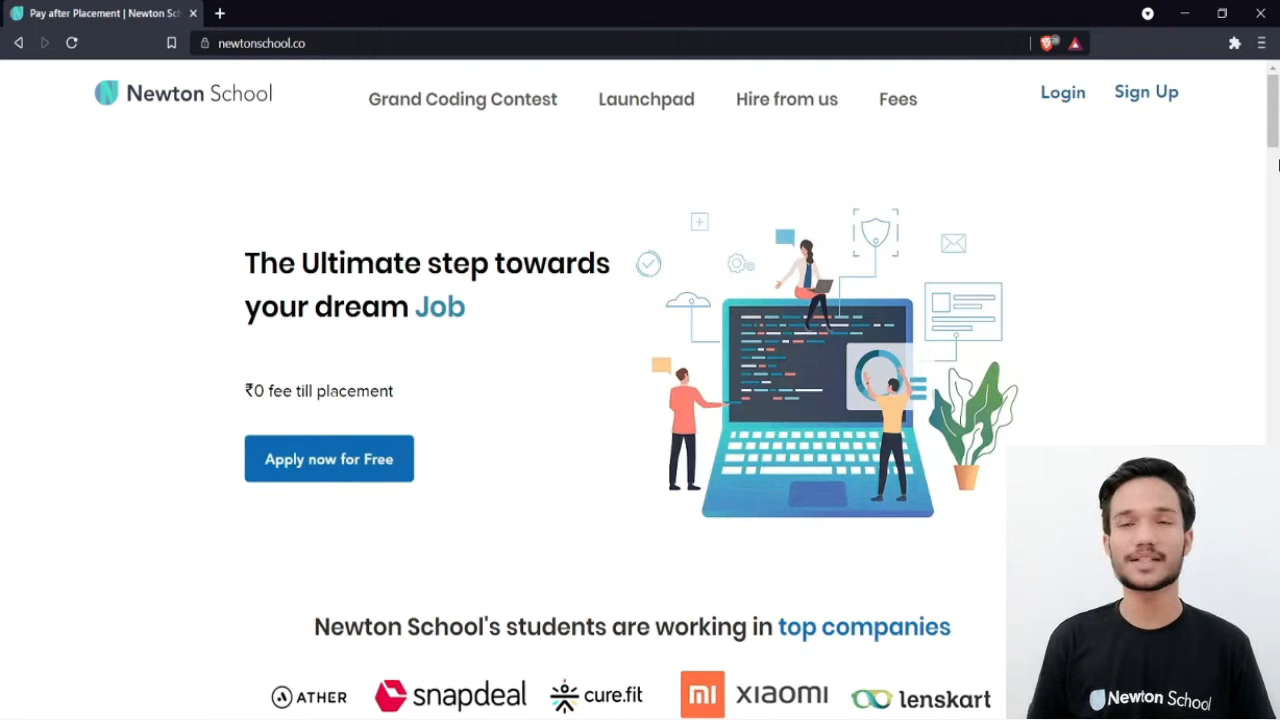 Pay after Placement | Newton Sch
newtonschool.co
Newton School
Grand Coding Contest
Launchpad
Hire from us
Fees
Login
Sign Up
The Ultimate step towards
your dream Job
₹0 fee till placement
Apply now for Free
Newton School's students are working in top companies
ATHER
snapdeal
cure.fit
mi
xiaomi
lenskart
Newton School